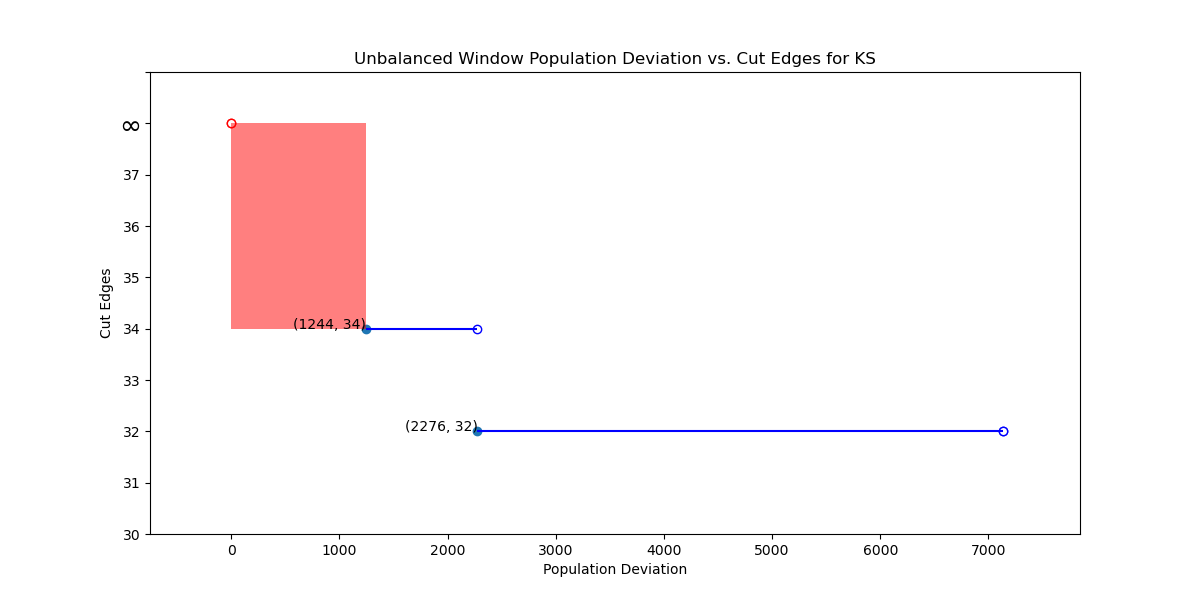 Unbalanced Window Population Deviation vs. Cut Edges for KS
∞
37
36
35
34
33
32
31
30
Cut Edges
(1244, 34)
(2276, 32)
0 1000 2000 3000 4000 5000 6000 7000
Population Deviation